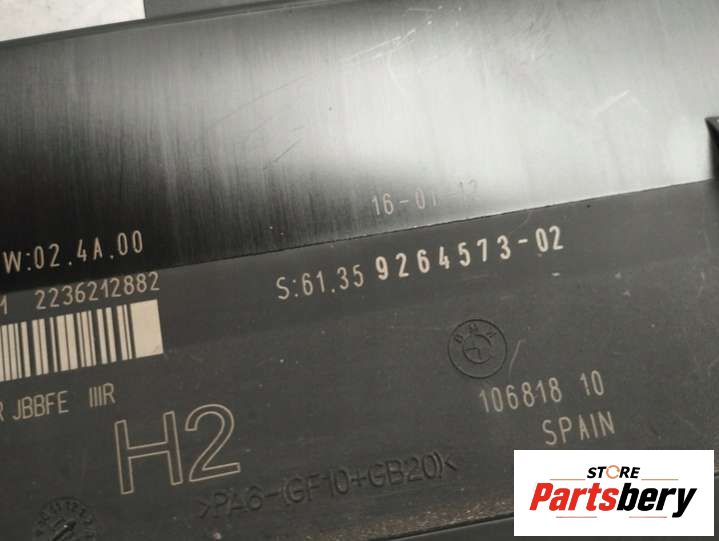 16-01-12
W:02.4A.00
S:61.35 9264573-02
2236212882
BMW
R JBBFE IIIR
106818 10
H2
SPAIN
>PA6-(GF10+GB20)<
STORE
Partsbery